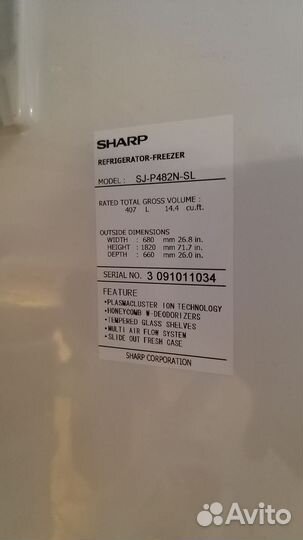 SHARP
REFRIGERATOR-FREEZER
MODEL : SJ-P482N-SL
RATED TOTAL GROSS VOLUME :
407 L 14.4 cu.ft.
OUTSIDE DIMENSIONS
WIDTH : 680 mm 26.8 in.
HEIGHT : 1820 mm 71.7 in.
DEPTH : 660 mm 26.0 in.
SERIAL NO. 3 091011034
FEATURE
•PLASMACLUSTER ION TECHNOLOGY
•HONEYCOMB W-DEODORIZERS
•TEMPERED GLASS SHELVES
•MULTI AIR FLOW SYSTEM
•SLIDE OUT FRESH CASE
SHARP CORPORATION
Avito